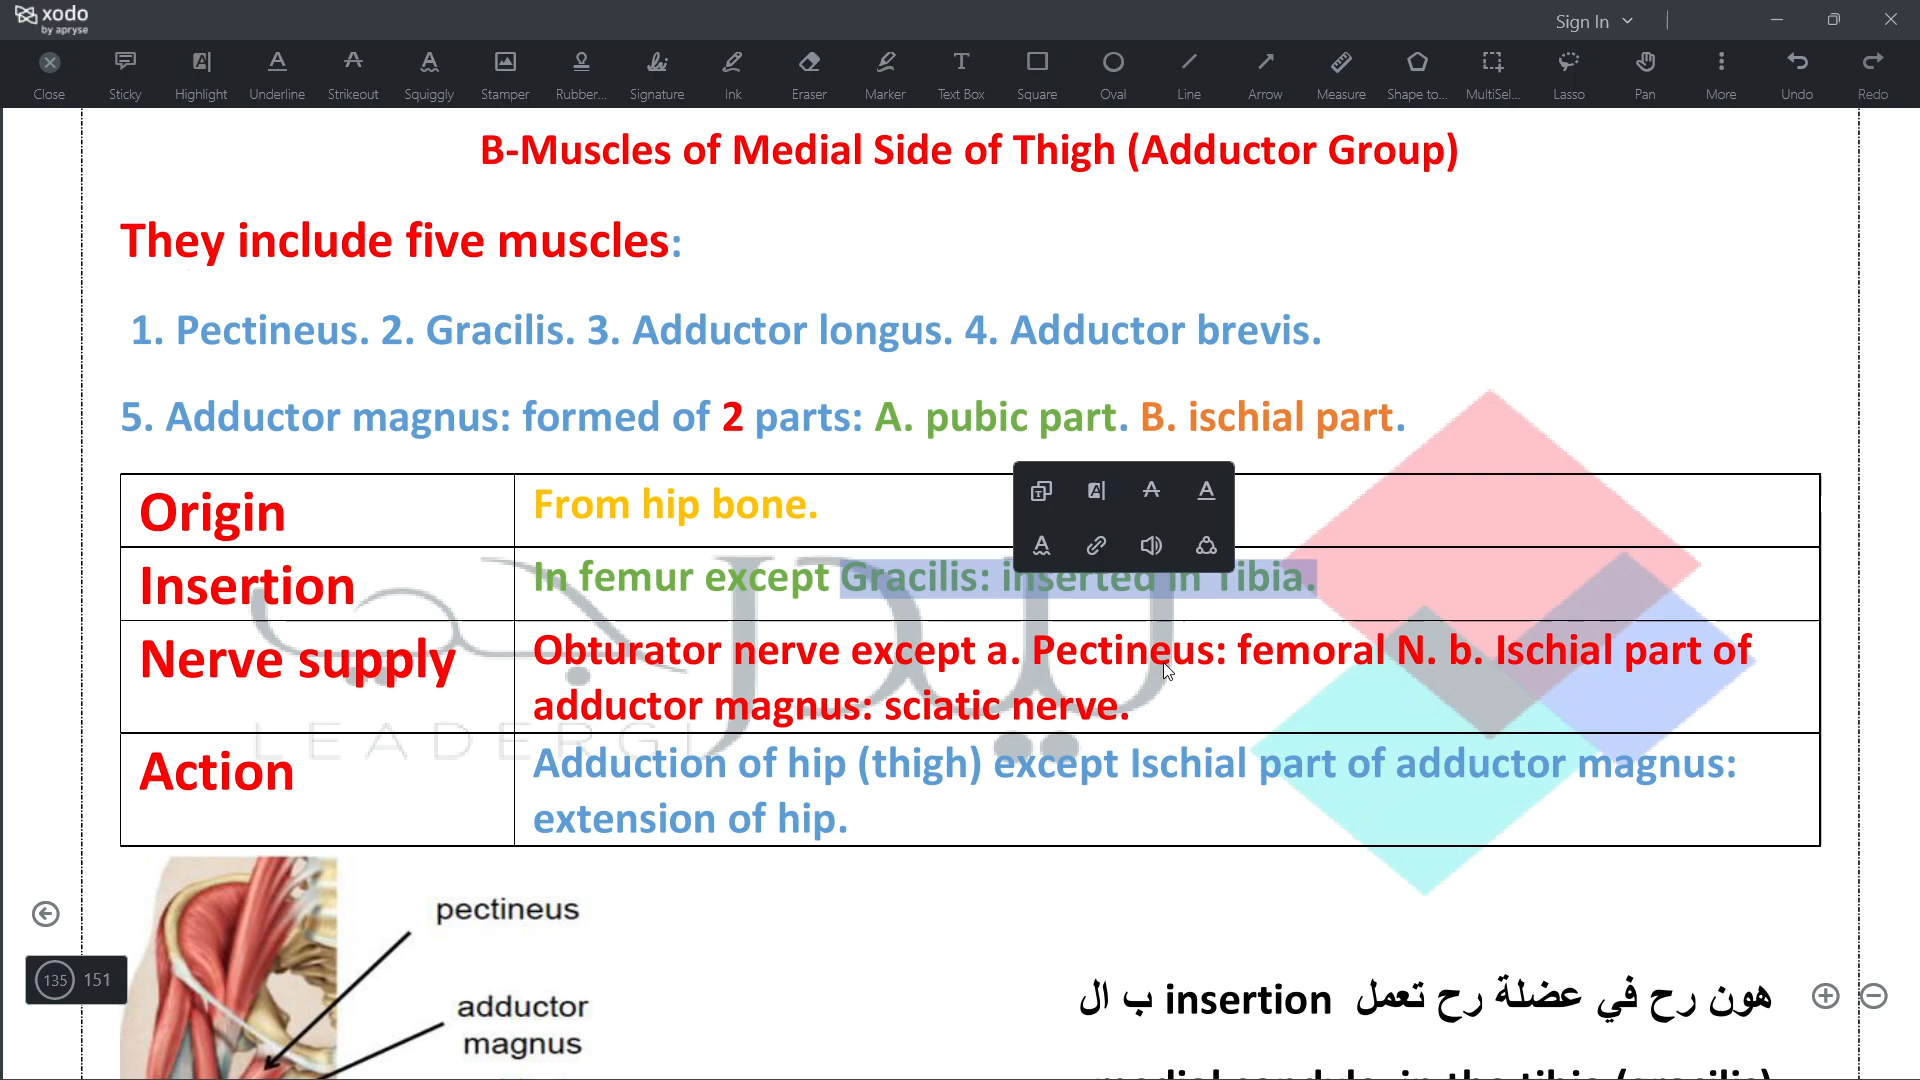 xodo
by apryse
Sign In
Close Sticky Highlight Underline Strikeout Squiggly Stamper Rubber... Signature Ink Eraser Marker Text Box Square Oval Line Arrow Measure Shape to... MultiSel... Lasso Pan More Undo Redo
B-Muscles of Medial Side of Thigh (Adductor Group)
They include five muscles:
1. Pectineus. 2. Gracilis. 3. Adductor longus. 4. Adductor brevis.
5. Adductor magnus: formed of 2 parts: A. pubic part. B. ischial part.
Origin From hip bone.
Insertion In femur except Gracilis: inserted in Tibia.
Nerve supply Obturator nerve except a. Pectineus: femoral N. b. Ischial part of
adductor magnus: sciatic nerve.
Action Adduction of hip (thigh) except Ischial part of adductor magnus:
extension of hip.
LEADERGI
pectineus
adductor
magnus
135 151
هون رح في عضلة رح تعمل insertion ب ال